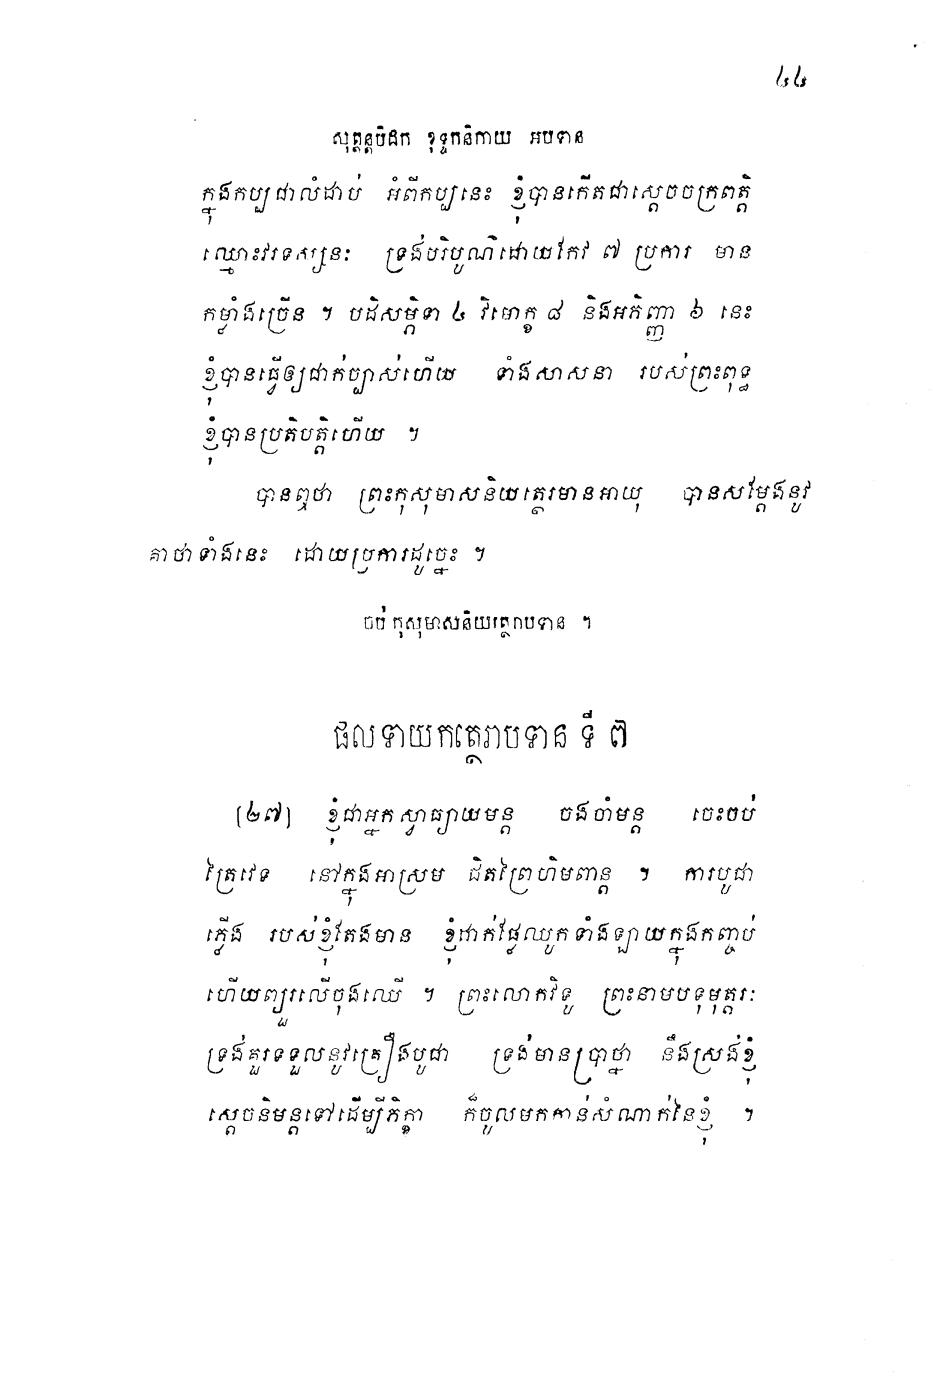 ៤៤
សុត្តន្តបិដក ខុទ្ទកនិកាយ អបទាន
ក្នុងកប្បជាលំដាប់ អំពីកប្បនេះ ខ្ញុំបានកើតជាស្តេចចក្រពត្តិ
ឈ្មោះវរទស្សនៈ ទ្រង់បរិបូណ៌ដោយកែវ ៧ ប្រការ មាន
កម្លាំងច្រើន ។ បដិសម្ភិទា ៤ វិមោក្ខ ៨ និងអភិញ្ញា ៦ នេះ
ខ្ញុំបានធ្វើឲ្យជាក់ច្បាស់ហើយ ទាំងសាសនា របស់ព្រះពុទ្ធ
ខ្ញុំបានប្រតិបត្តិហើយ ។
បានឮថា ព្រះកុសុមាសនិយត្ថេរមានអាយុ បានសម្តែងនូវ
គាថាទាំងនេះ ដោយប្រការដូច្នេះ ។
ចប់ កុសុមាសនិយត្ថេរាបទាន ។
ផលទាយកត្ថេរាបទាន ទី ៧
[៤៧] ខ្ញុំជាអ្នកស្វាធ្យាយមន្ត ចងចាំមន្ត ចេះចប់
ត្រៃវេទ នៅក្នុងអាស្រម ជិតព្រៃហិមពាន្ត ។ ការបូជា
ភ្លើង របស់ខ្ញុំតែងមាន ខ្ញុំដាក់ផ្លែឈូកទាំងឡាយក្នុងកញ្ចប់
ហើយព្យួរលើចុងឈើ ។ ព្រះលោកវិទូ ព្រះនាមបទុមុត្តរៈ
ទ្រង់គួរទទួលនូវគ្រឿងបូជា ទ្រង់មានប្រាថ្នា នឹងស្រង់ខ្ញុំ
ស្តេចនិមន្តទៅដើម្បីភិក្ខា ក៏ចូលមកកាន់សំណាក់នៃខ្ញុំ ។